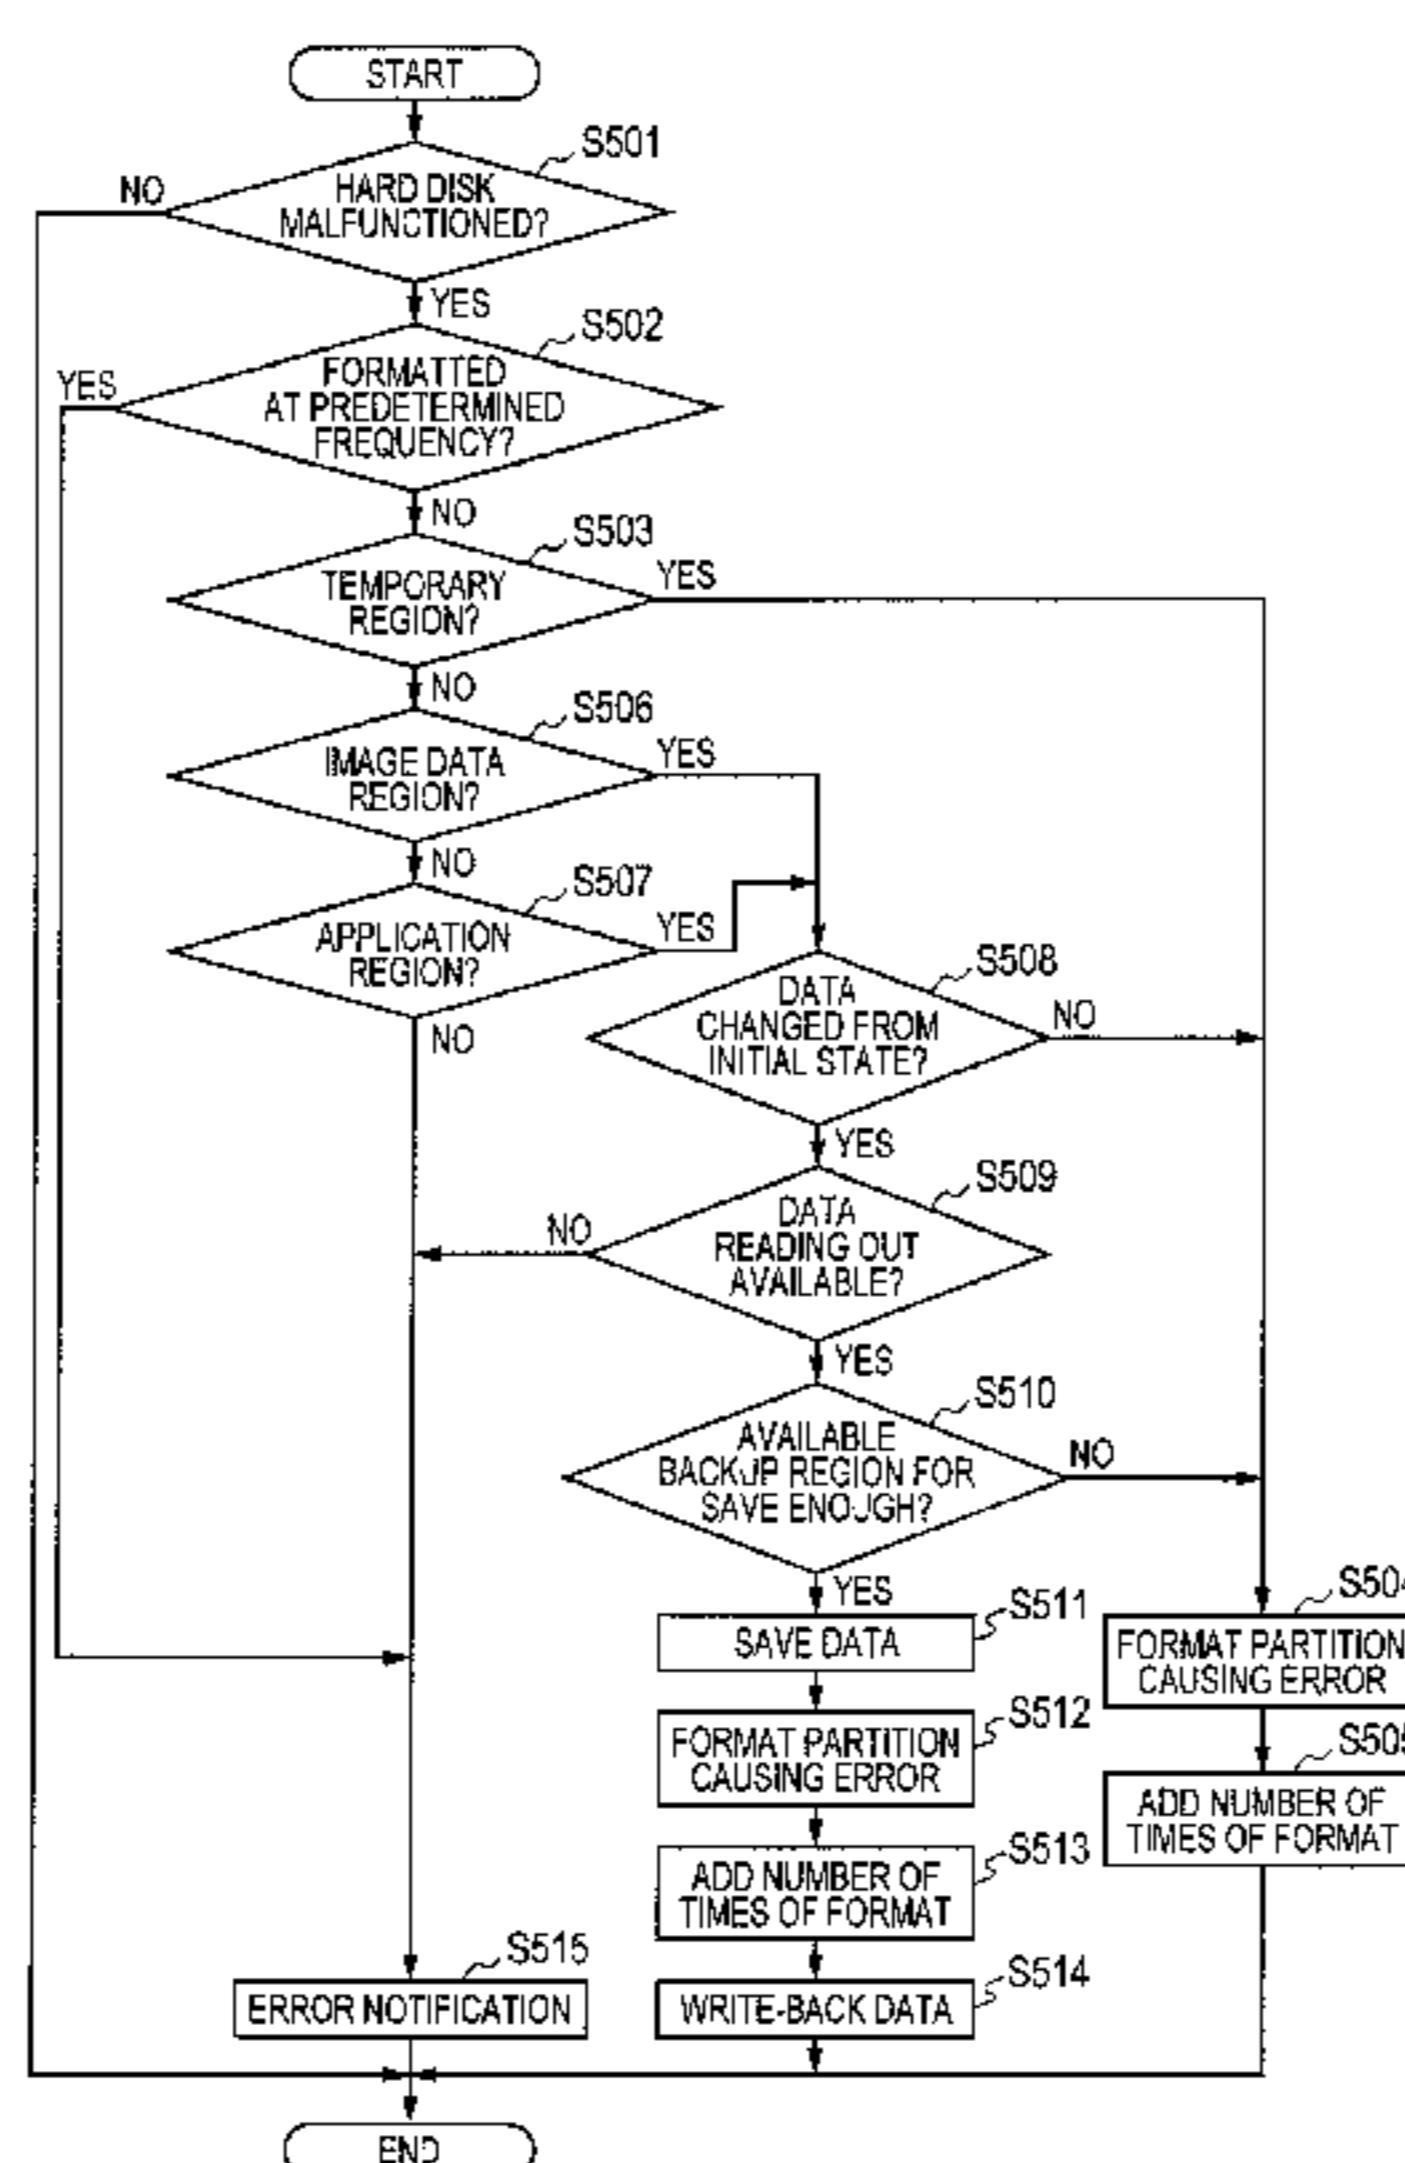 START
S501
NO
HARD DISK
MALFUNCTIONED?
YES
S502
YES
FORMATTED
AT PREDETERMINED
FREQUENCY?
NO
S503
TEMPORARY
REGION?
YES
NO
S506
IMAGE DATA
REGION?
YES
NO
S507
APPLICATION
REGION?
YES
NO
S508
DATA
CHANGED FROM
INITIAL STATE?
NO
YES
S509
DATA
READING OUT
AVAILABLE?
NO
YES
S510
AVAILABLE
BACKUP REGION FOR
SAVE ENOUGH?
NO
YES
S511
SAVE DATA
S504
FORMAT PARTITION
CAUSING ERROR
S512
FORMAT PARTITION
CAUSING ERROR
S505
ADD NUMBER OF
TIMES OF FORMAT
S513
ADD NUMBER OF
TIMES OF FORMAT
S514
WRITE-BACK DATA
S515
ERROR NOTIFICATION
END